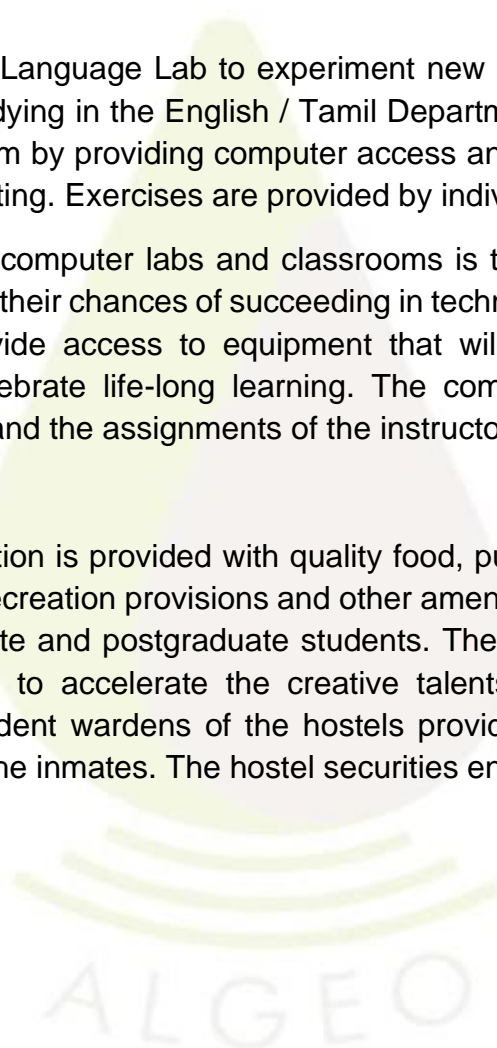 Language Lab to experiment new
dying in the English / Tamil Departm
m by providing computer access an
ting. Exercises are provided by indiv
computer labs and classrooms is t
their chances of succeeding in techn
vide access to equipment that wil
ebrate life-long learning. The com
and the assignments of the instructo
tion is provided with quality food, pu
ecreation provisions and other amen
te and postgraduate students. The
to accelerate the creative talents
dent wardens of the hostels provid
he inmates. The hostel securities en
ALGEO